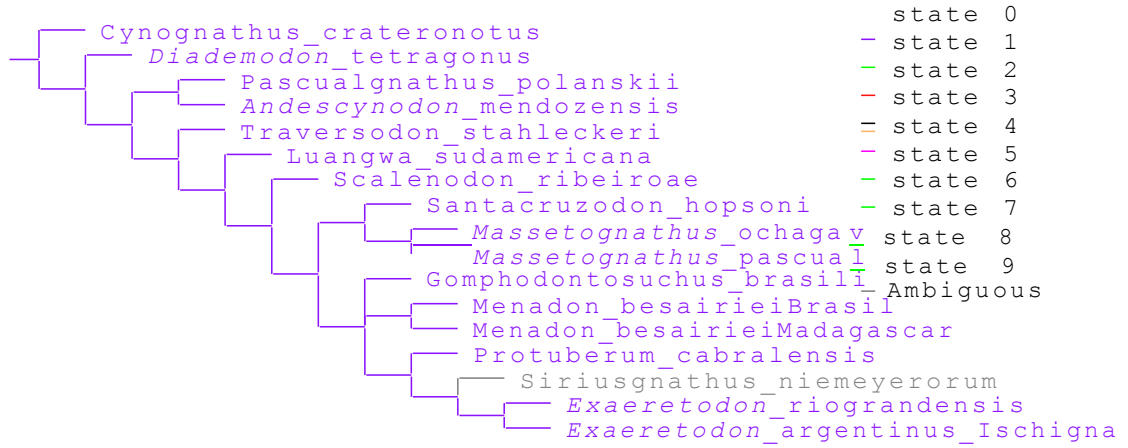 Cynognathus_crateronotus
Diademodon_tetragonus
Pascualgnathus_polanskii
Andescynodon_mendozensis
Traversodon_stahleckeri
Luangwa_sudamericana
Scalenodon_ribeiroae
Santacruzodon_hopsoni
Massetognathus_ochagav
Massetognathus_pascual
Gomphodontosuchus_brasili
Menadon_besairieiBrasil
Menadon_besairieiMadagascar
Protuberum_cabralensis
Siriusgnathus_niemeyerorum
Exaeretodon_riograndensis
Exaeretodon_argentinus_Ischigna
state 0
state 1
state 2
state 3
state 4
state 5
state 6
state 7
state 8
state 9
Ambiguous